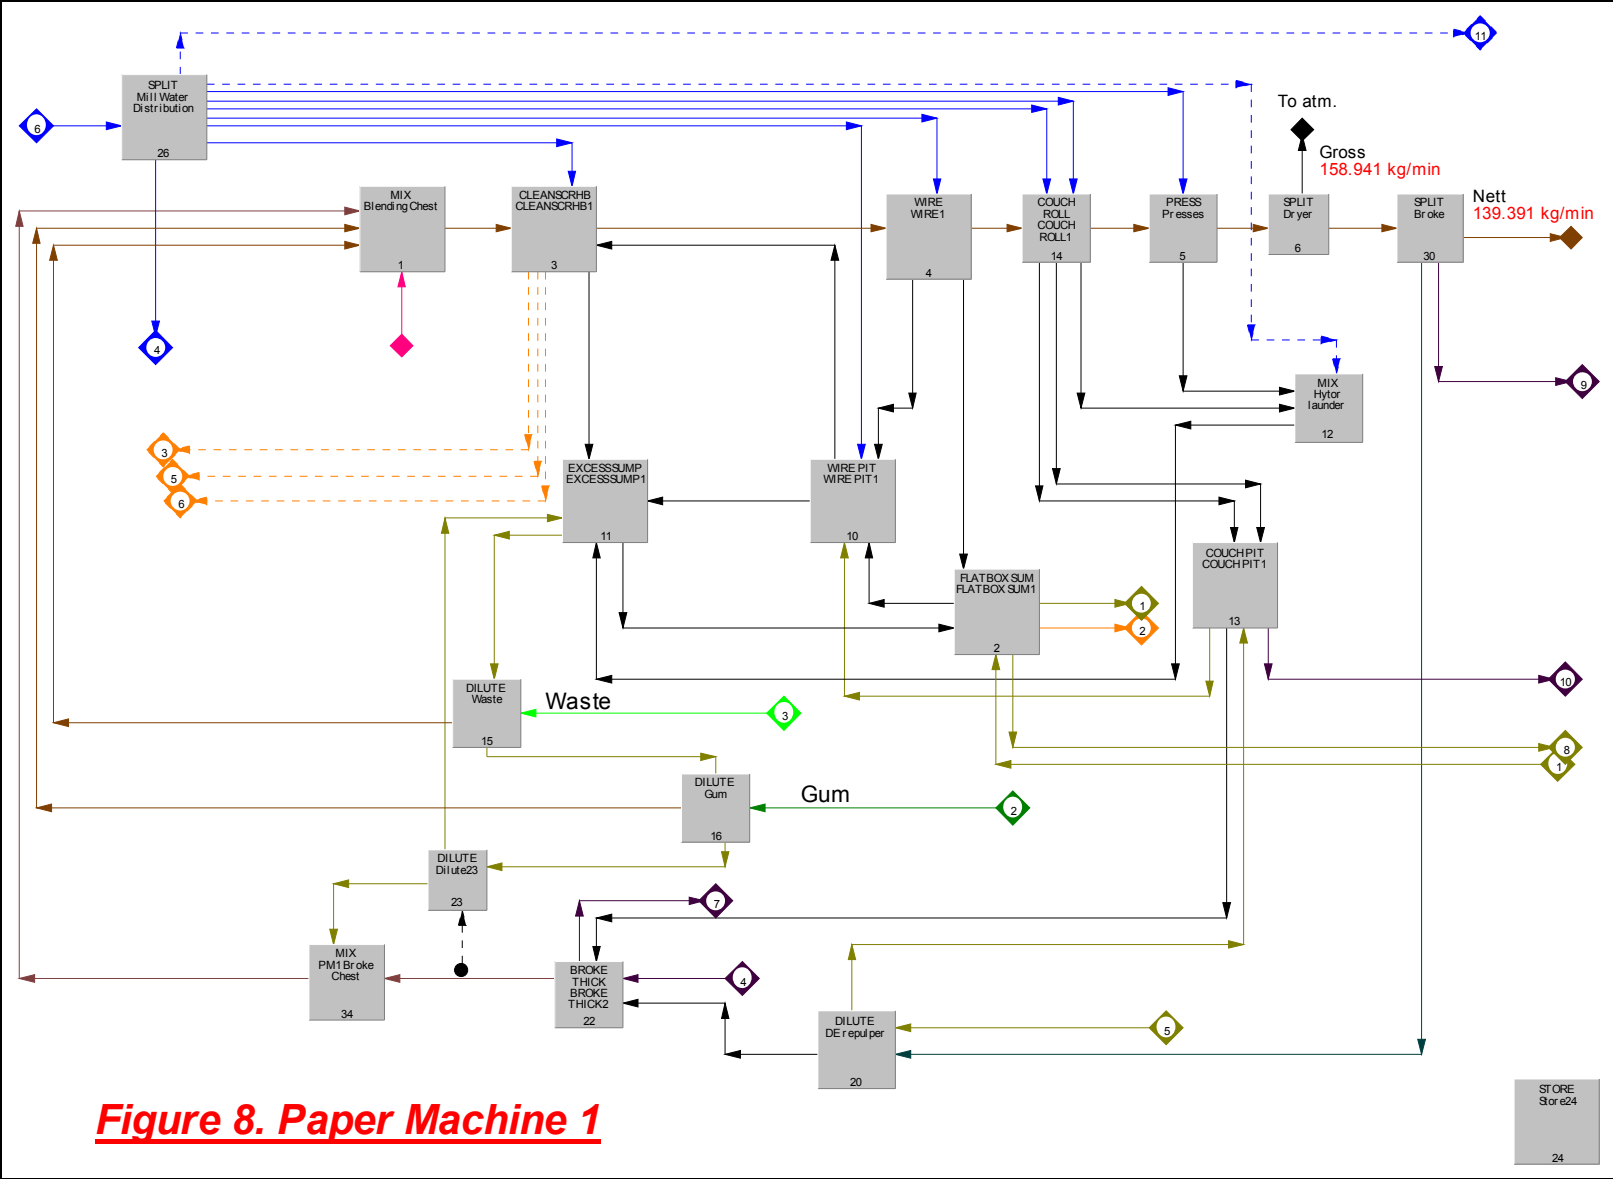 11
SPLIT
Mill Water
Distribution
26
6
To atm.
Gross
158.941 kg/min
Nett
139.391 kg/min
MIX
Blending Chest
1
CLEANSCRHB
CLEANSCRHB1
3
WIRE
WIRE1
4
COUCH
ROLL
COUCH
ROLL1
14
PRESS
Presses
5
SPLIT
Dryer
6
SPLIT
Broke
30
4
9
MIX
Hytor
launder
12
3
5
6
EXCESSSUMP
EXCESSSUMP1
11
WIRE PIT
WIRE PIT1
10
FLATBOX SUM
FLATBOX SUM1
2
1
2
COUCH PIT
COUCH PIT1
13
10
DILUTE
Waste
15
Waste
3
8
1
DILUTE
Gum
16
Gum
2
DILUTE
Dilute23
23
7
MIX
PM1 Broke
Chest
34
BROKE
THICK
BROKE
THICK2
22
4
DILUTE
DE repulper
20
5
STORE
Store24
24
Figure 8. Paper Machine 1